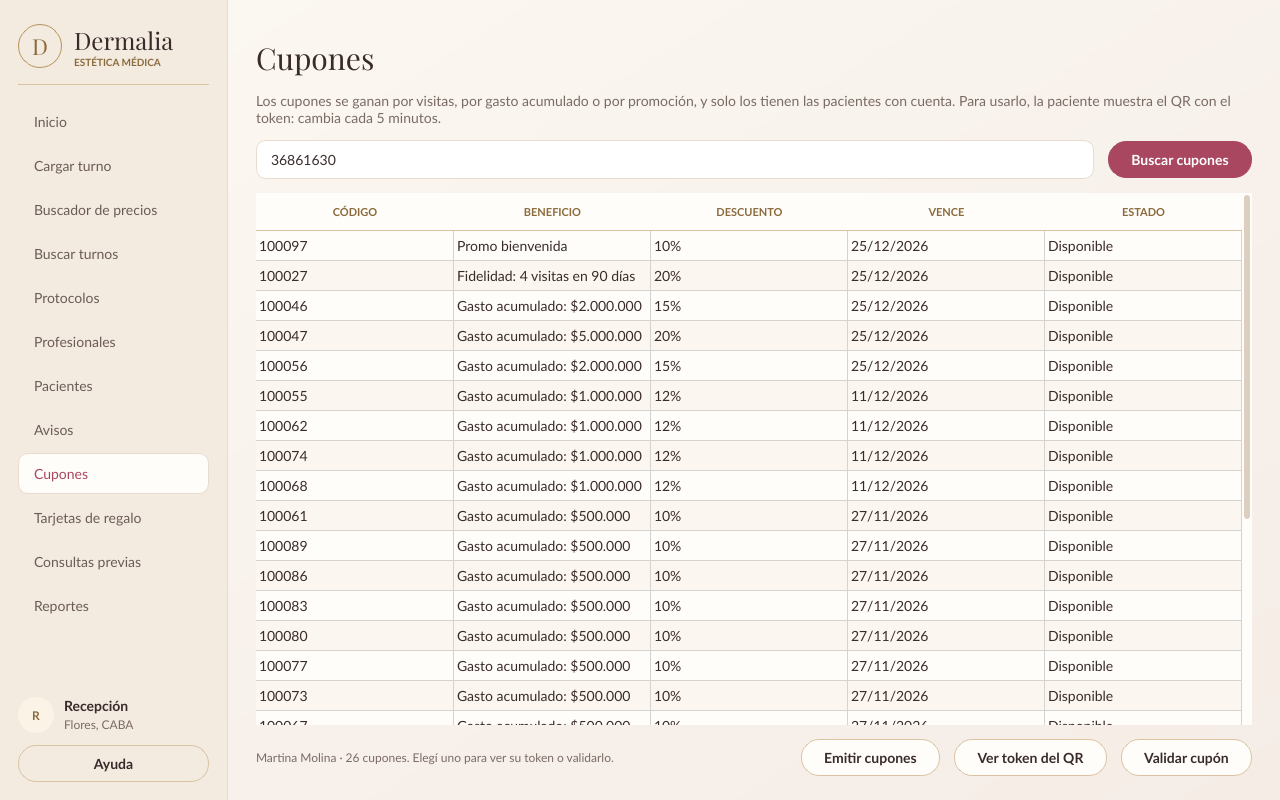 D
Dermalia
ESTÉTICA MÉDICA
Inicio
Cargar turno
Buscador de precios
Buscar turnos
Protocolos
Profesionales
Pacientes
Avisos
Cupones
Tarjetas de regalo
Consultas previas
Reportes
R
Recepción
Flores, CABA
Ayuda
Cupones
Los cupones se ganan por visitas, por gasto acumulado o por promoción, y solo los tienen las pacientes con cuenta. Para usarlo, la paciente muestra el QR con el
token: cambia cada 5 minutos.
36861630
Buscar cupones
CÓDIGO BENEFICIO DESCUENTO VENCE ESTADO
100097 Promo bienvenida 10% 25/12/2026 Disponible
100027 Fidelidad: 4 visitas en 90 días 20% 25/12/2026 Disponible
100046 Gasto acumulado: $2.000.000 15% 25/12/2026 Disponible
100047 Gasto acumulado: $5.000.000 20% 25/12/2026 Disponible
100056 Gasto acumulado: $2.000.000 15% 25/12/2026 Disponible
100055 Gasto acumulado: $1.000.000 12% 11/12/2026 Disponible
100062 Gasto acumulado: $1.000.000 12% 11/12/2026 Disponible
100074 Gasto acumulado: $1.000.000 12% 11/12/2026 Disponible
100068 Gasto acumulado: $1.000.000 12% 11/12/2026 Disponible
100061 Gasto acumulado: $500.000 10% 27/11/2026 Disponible
100089 Gasto acumulado: $500.000 10% 27/11/2026 Disponible
100086 Gasto acumulado: $500.000 10% 27/11/2026 Disponible
100083 Gasto acumulado: $500.000 10% 27/11/2026 Disponible
100080 Gasto acumulado: $500.000 10% 27/11/2026 Disponible
100077 Gasto acumulado: $500.000 10% 27/11/2026 Disponible
100073 Gasto acumulado: $500.000 10% 27/11/2026 Disponible
100067 Gasto acumulado: $500.000 10% 27/11/2026 Disponible
Martina Molina · 26 cupones. Elegí uno para ver su token o validarlo.
Emitir cupones
Ver token del QR
Validar cupón